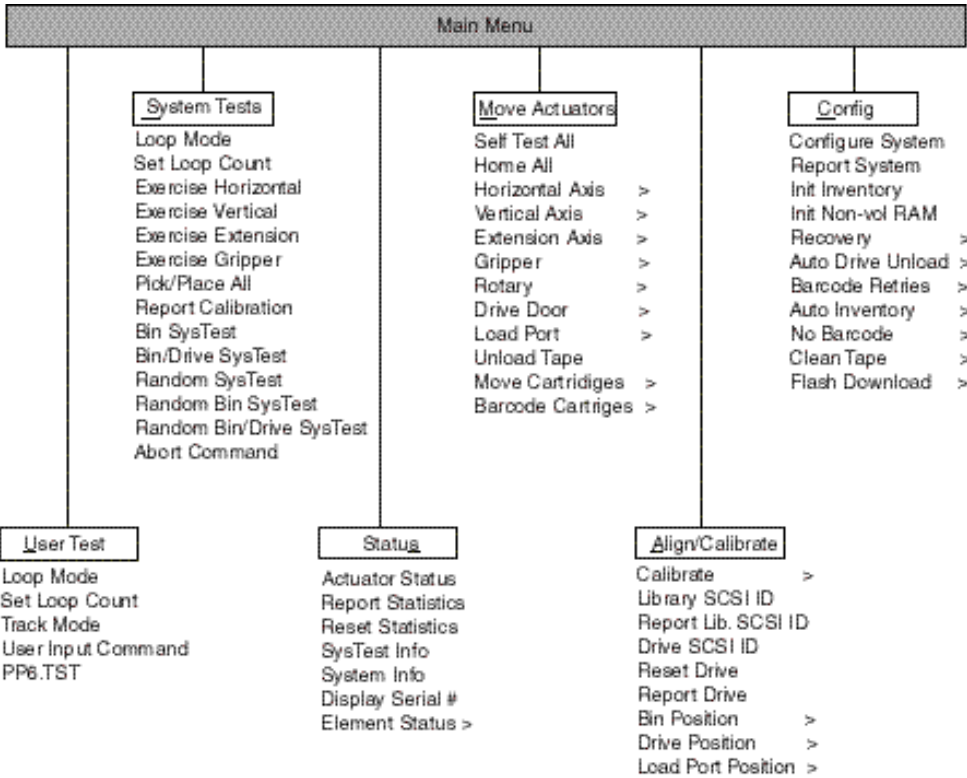 Main Menu
System Tests
Loop Mode
Set Loop Count
Exercise Horizontal
Exercise Vertical
Exercise Extension
Exercise Gripper
Pick/Place All
Report Calibration
Bin SysTest
Bin/Drive SysTest
Random SysTest
Random Bin SysTest
Random Bin/Drive SysTest
Abort Command
Move Actuators
Self Test All
Home All
Horizontal Axis >
Vertical Axis >
Extension Axis >
Gripper >
Rotary >
Drive Door >
Load Port >
Unload Tape
Move Cartridiges >
Barcode Cartriges >
Config
Configure System
Report System
Init Inventory
Init Non-vol RAM
Recovery >
Auto Drive Unload >
Barcode Retries >
Auto Inventory >
No Barcode >
Clean Tape >
Flash Download >
User Test
Loop Mode
Set Loop Count
Track Mode
User Input Command
PP6.TST
Status
Actuator Status
Report Statistics
Reset Statistics
SysTest Info
System Info
Display Serial #
Element Status >
Align/Calibrate
Calibrate >
Library SCSI ID
Report Lib. SCSI ID
Drive SCSI ID
Reset Drive
Report Drive
Bin Position >
Drive Position >
Load Port Position >